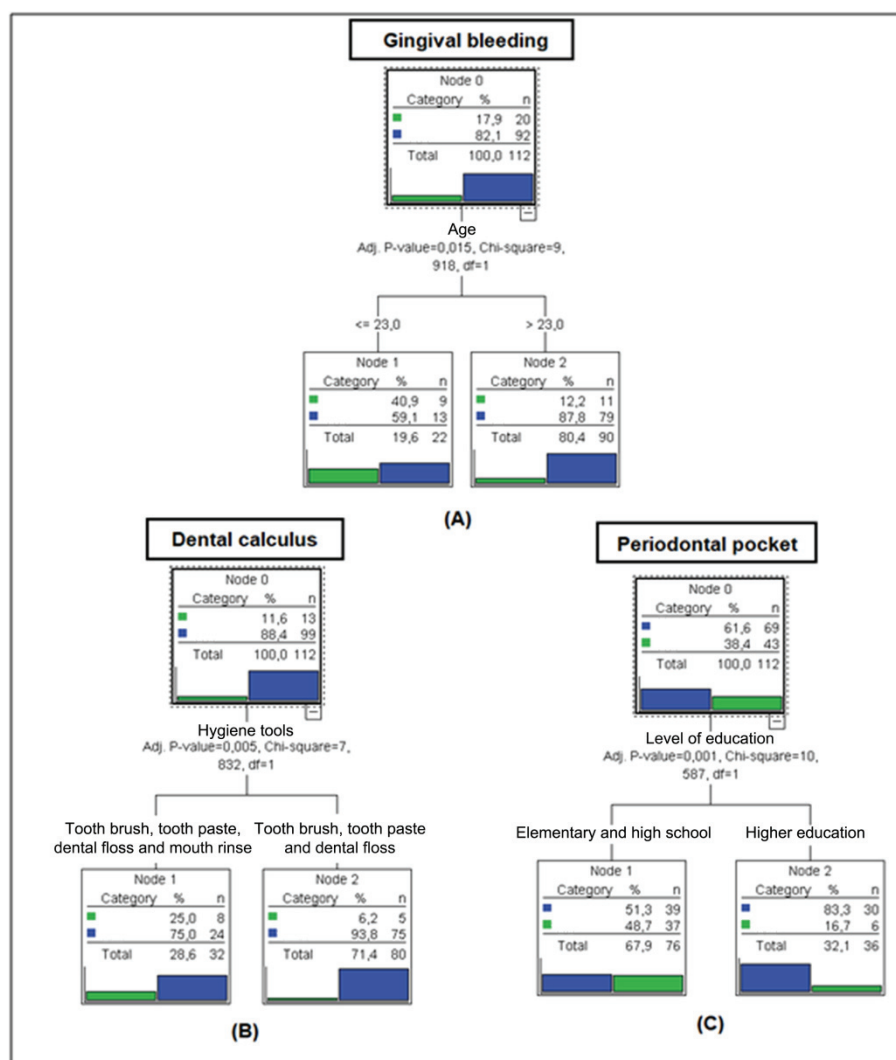 Gingival bleeding
Node 0
Category % n
17,9 20
82,1 92
Total 100,0 112
Age
Adj. P-value=0,015, Chi-square=9,
918, df=1
<= 23,0
> 23,0
Node 1
Category % n
40,9 9
59,1 13
Total 19,6 22
Node 2
Category % n
12,2 11
87,8 79
Total 80,4 90
(A)
Dental calculus
Node 0
Category % n
11,6 13
88,4 99
Total 100,0 112
Hygiene tools
Adj. P-value=0,005, Chi-square=7,
832, df=1
Tooth brush, tooth paste,
dental floss and mouth rinse
Tooth brush, tooth paste
and dental floss
Node 1
Category % n
25,0 8
75,0 24
Total 28,6 32
Node 2
Category % n
6,2 5
93,8 75
Total 71,4 80
(B)
Periodontal pocket
Node 0
Category % n
61,6 69
38,4 43
Total 100,0 112
Level of education
Adj. P-value=0,001, Chi-square=10,
587, df=1
Elementary and high school
Higher education
Node 1
Category % n
51,3 39
48,7 37
Total 67,9 76
Node 2
Category % n
83,3 30
16,7 6
Total 32,1 36
(C)